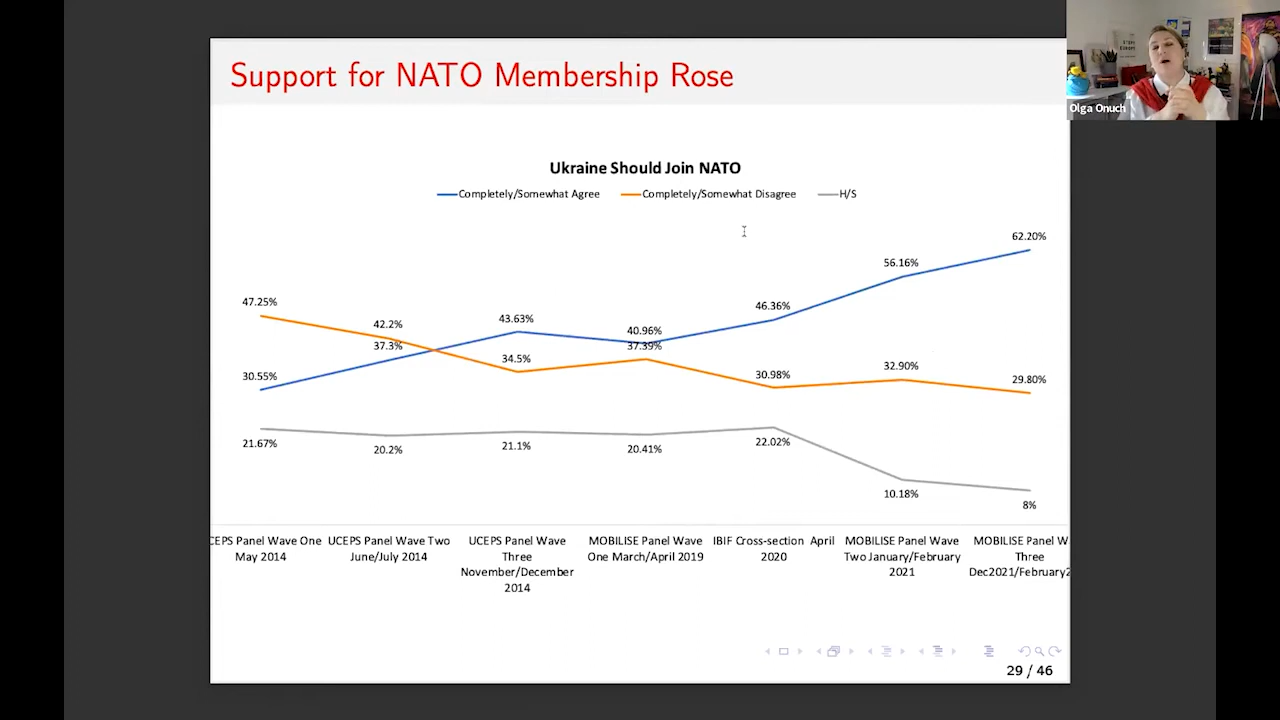 Support for NATO Membership Rose
Olga Onuch
Ukraine Should Join NATO
Completely/Somewhat Agree Completely/Somewhat Disagree H/S
62.20%
56.16%
47.25%
46.36%
43.63%
42.2%
40.96%
37.3%
37.39%
34.5%
30.55%
30.98%
32.90%
29.80%
21.67%
20.2%
21.1%
20.41%
22.02%
10.18%
8%
CEPS Panel Wave One
May 2014
UCEPS Panel Wave Two
June/July 2014
UCEPS Panel Wave
Three
November/December
2014
MOBILISE Panel Wave
One March/April 2019
IBIF Cross-section April
2020
MOBILISE Panel Wave
Two January/February
2021
MOBILISE Panel W
Three
Dec2021/February2
29 / 46